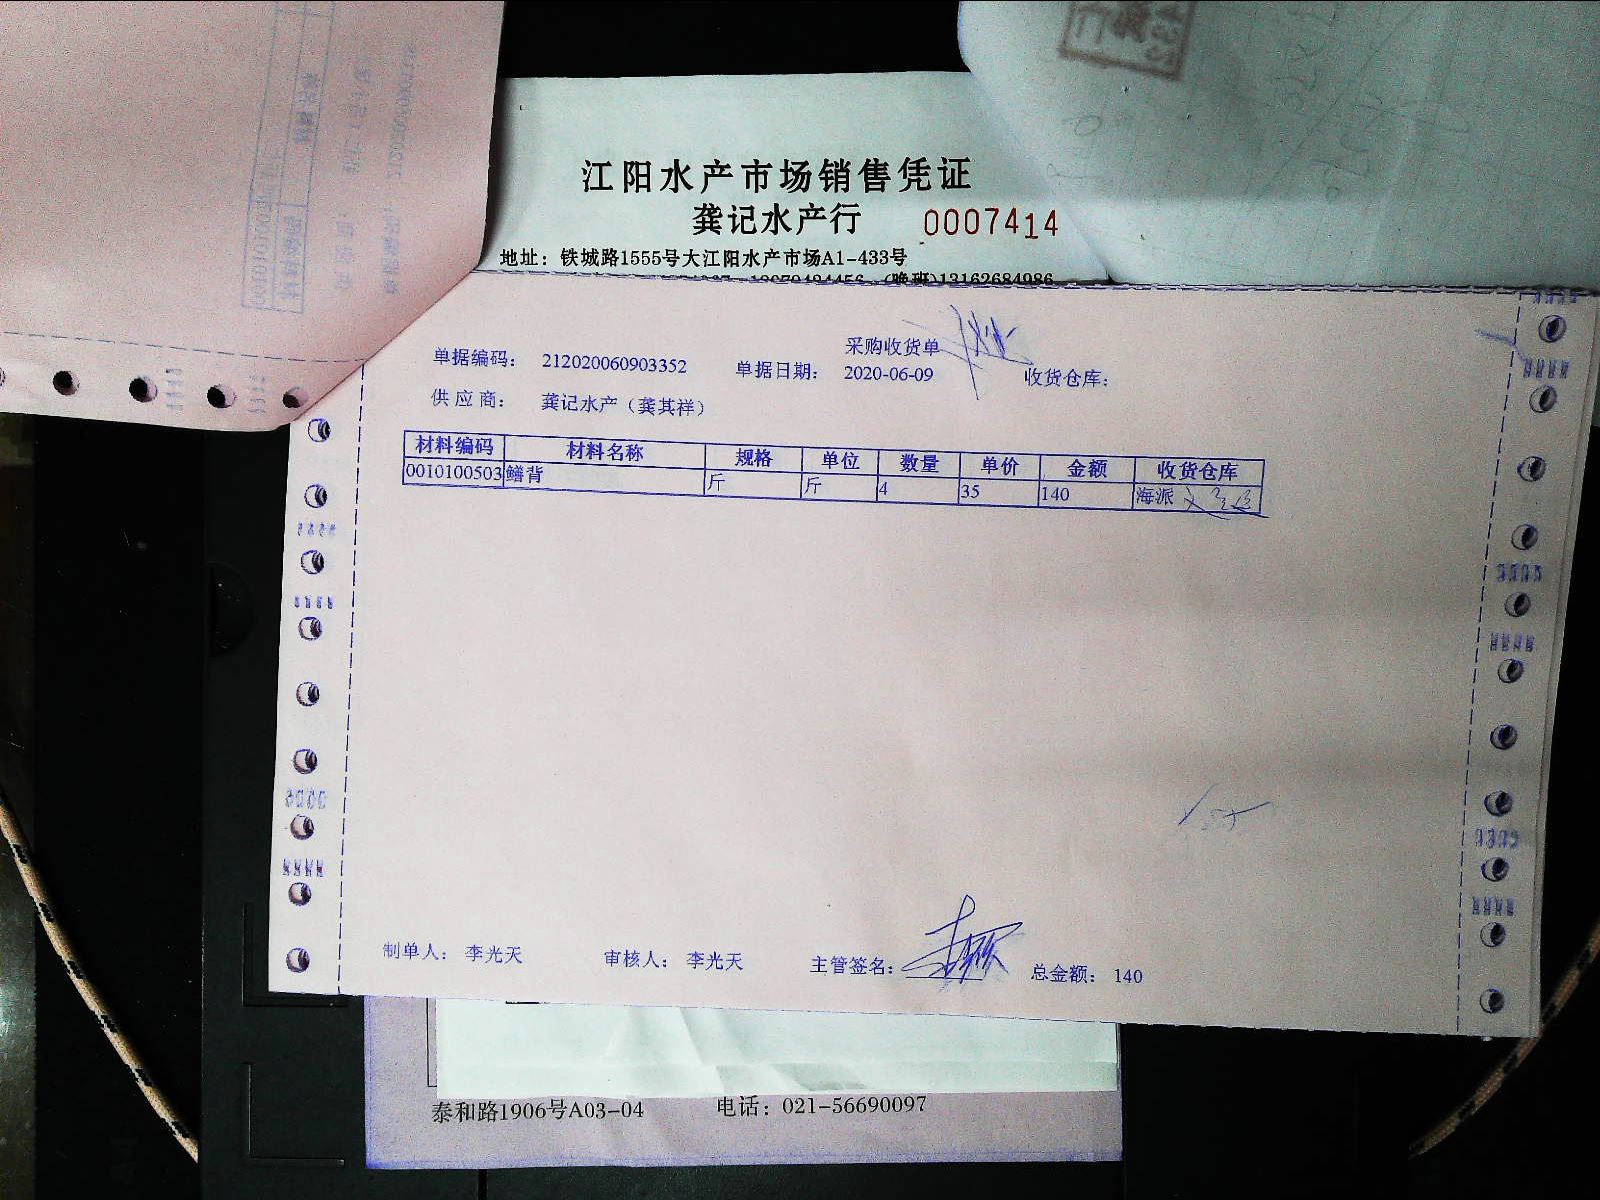 江阳水产市场销售凭证
龚记水产行 0007414
地址：铁城路1555号大江阳水产市场A1-433号
(晚班)13162684986
采购收货单
单据编码： 212020060903352 单据日期： 2020-06-09 收货仓库：
供应商： 龚记水产（龚其祥）
材料编码 材料名称 规格 单位 数量 单价 金额 收货仓库
0010100503 鳝背 斤 斤 4 35 140 海派
制单人： 李光天 审核人： 李光天 主管签名： 总金额： 140
泰和路1906号A03-04 电话：021-56690097